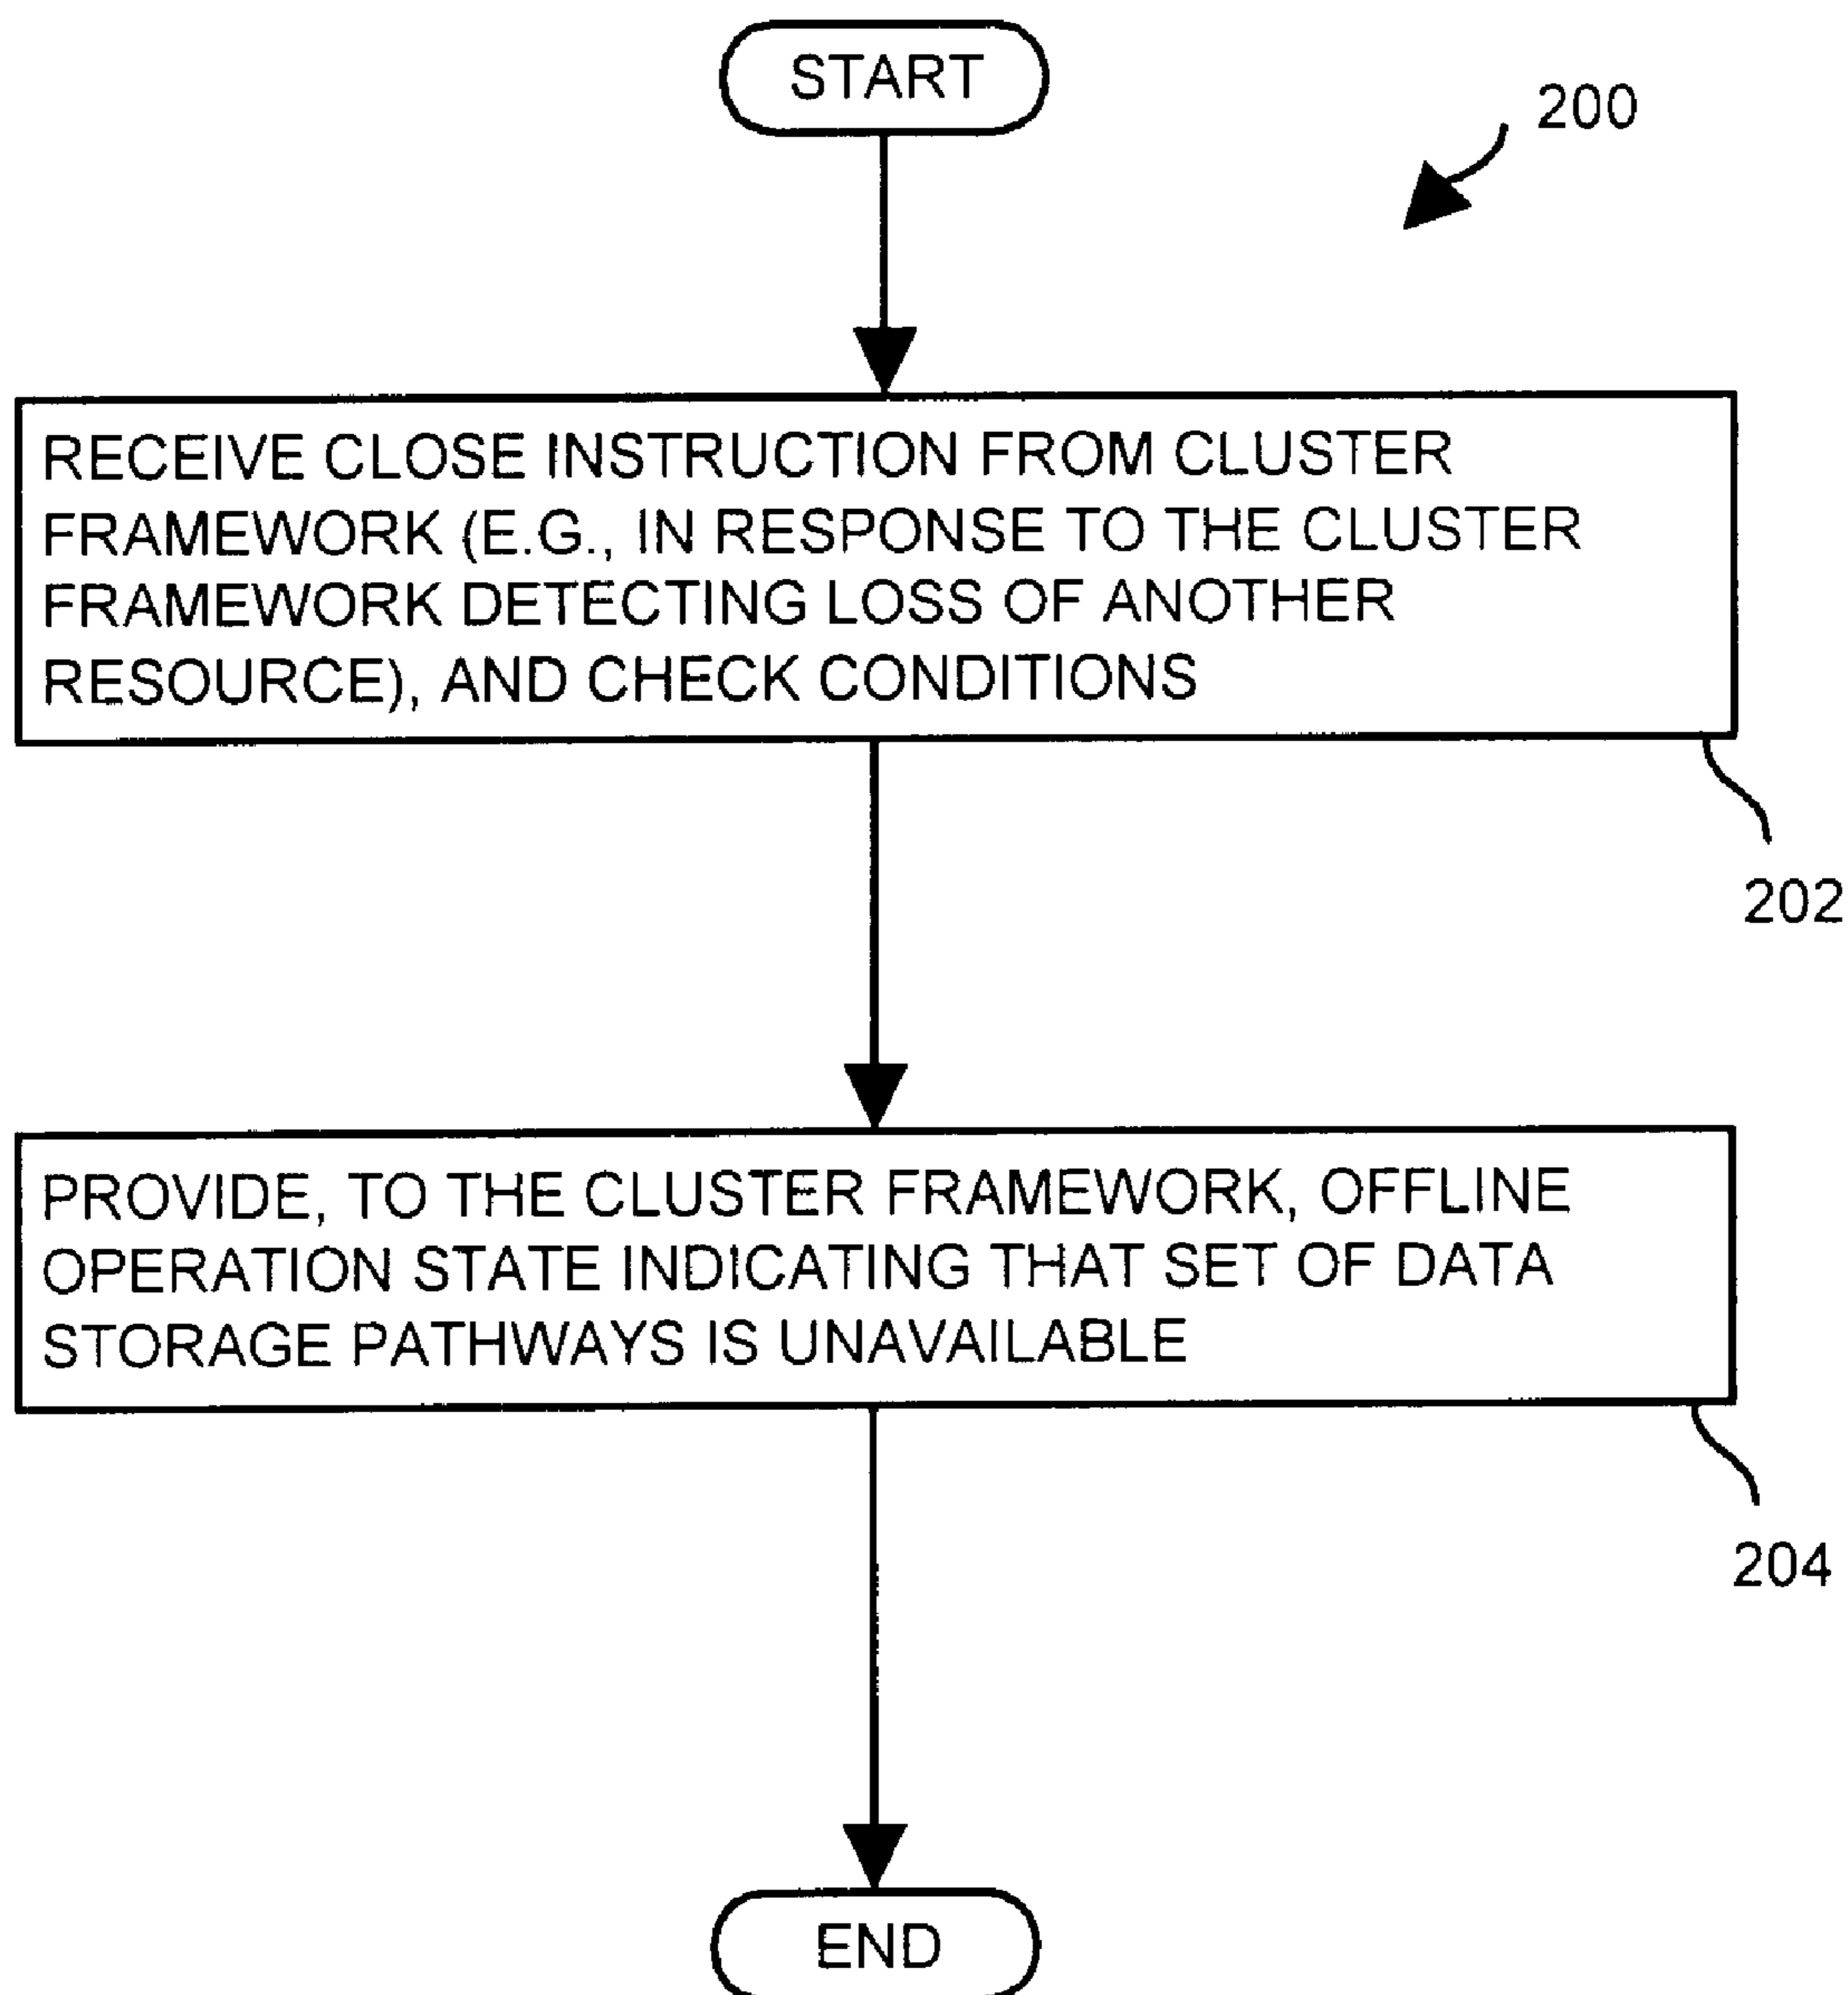 START
200
RECEIVE CLOSE INSTRUCTION FROM CLUSTER
FRAMEWORK (E.G., IN RESPONSE TO THE CLUSTER
FRAMEWORK DETECTING LOSS OF ANOTHER
RESOURCE), AND CHECK CONDITIONS
202
PROVIDE, TO THE CLUSTER FRAMEWORK, OFFLINE
OPERATION STATE INDICATING THAT SET OF DATA
STORAGE PATHWAYS IS UNAVAILABLE
204
END